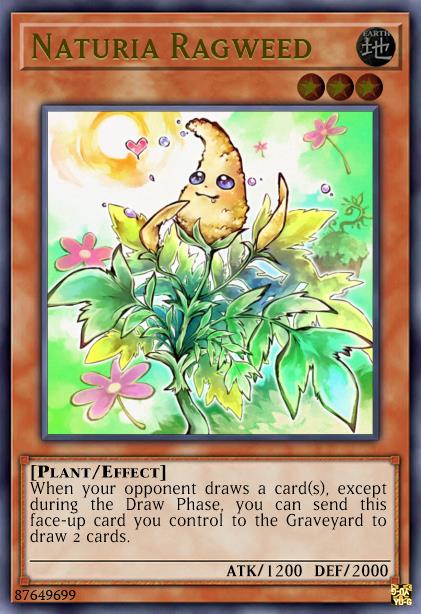 Naturia Ragweed
EARTH
地
[Plant/Effect]
When your opponent draws a card(s), except
during the Draw Phase, you can send this
face-up card you control to the Graveyard to
draw 2 cards.
ATK/1200 DEF/2000
87649699